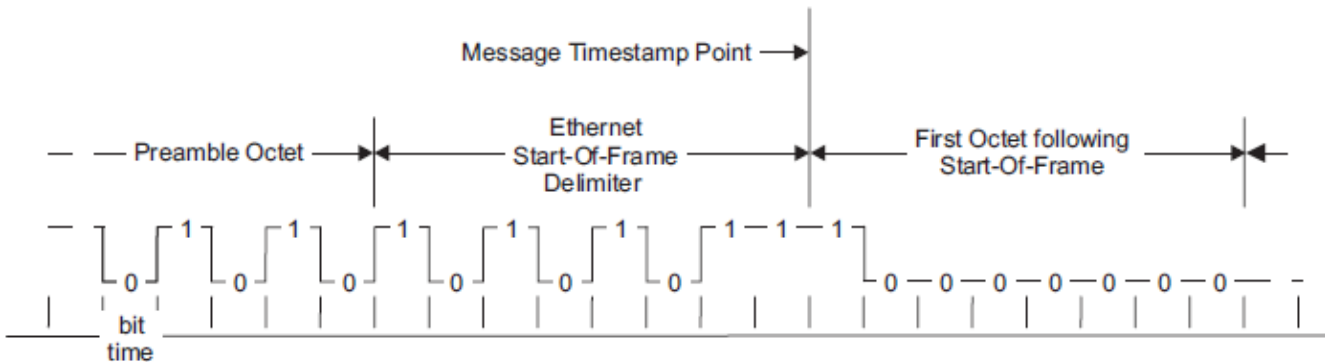 Message Timestamp Point
Preamble Octet
Ethernet
Start-Of-Frame
Delimiter
First Octet following
Start-Of-Frame
1 1 1 1 1 1 1 1
0 0 0 0 0 0 0 0 0 0 0 0 0
bit
time